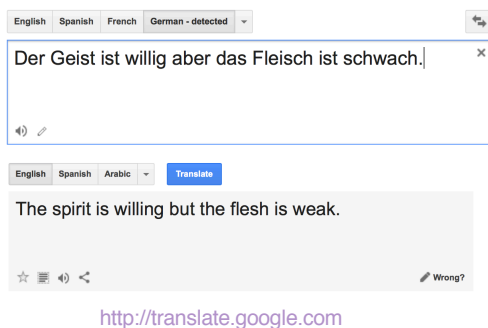 English Spanish French German - detected
Der Geist ist willig aber das Fleisch ist schwach.
English Spanish Arabic Translate
The spirit is willing but the flesh is weak.
Wrong?
http://translate.google.com